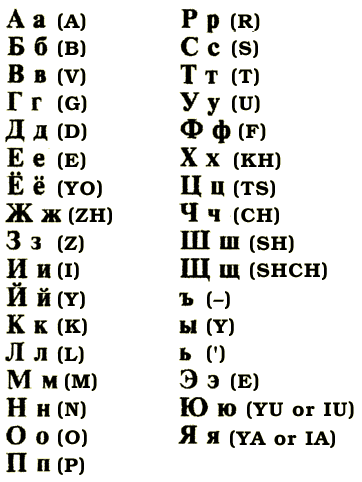 А а (A)
Б б (B)
В в (V)
Г г (G)
Д д (D)
Е е (E)
Ё ё (YO)
Ж ж (ZH)
З з (Z)
И и (I)
Й й (Y)
К к (K)
Л л (L)
М м (M)
Н н (N)
О о (O)
П п (P)
Р р (R)
С с (S)
Т т (T)
У у (U)
Ф ф (F)
Х х (KH)
Ц ц (TS)
Ч ч (CH)
Ш ш (SH)
Щ щ (SHCH)
ъ (–)
ы (Y)
ь (')
Э э (E)
Ю ю (YU or IU)
Я я (YA or IA)